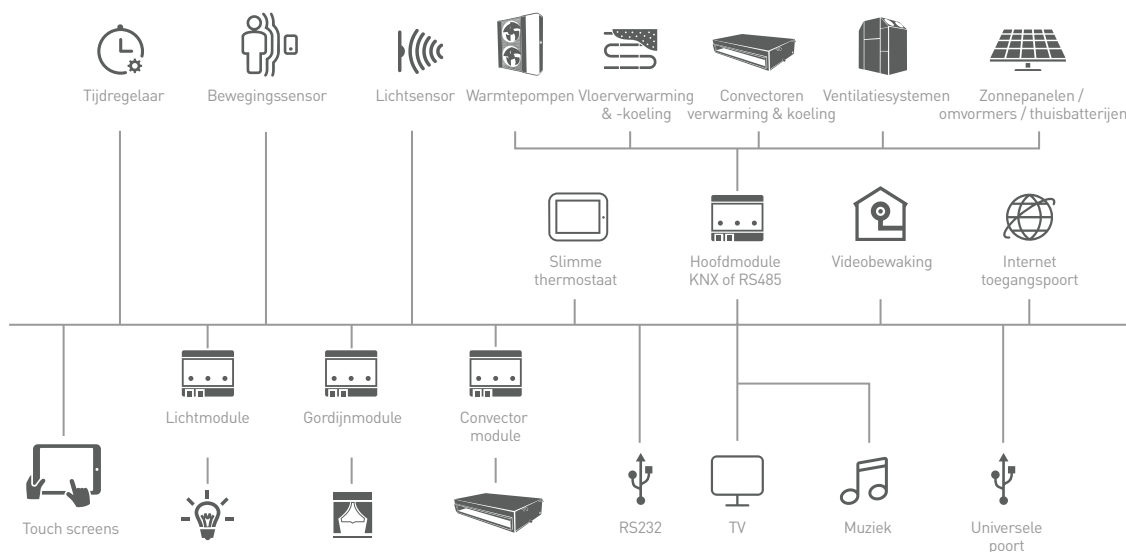 Tijdregelaar
Bewegingssensor
Lichtsensor
Warmtepompen
Vloerverwarming
& -koeling
Convectoren
verwarming & koeling
Ventilatiesystemen
Zonnepanelen /
omvormers / thuisbatterijen
Slimme
thermostaat
Hoofdmodule
KNX of RS485
Videobewaking
Internet
toegangspoort
Lichtmodule
Gordijnmodule
Convector
module
Touch screens
RS232
TV
Muziek
Universele
poort